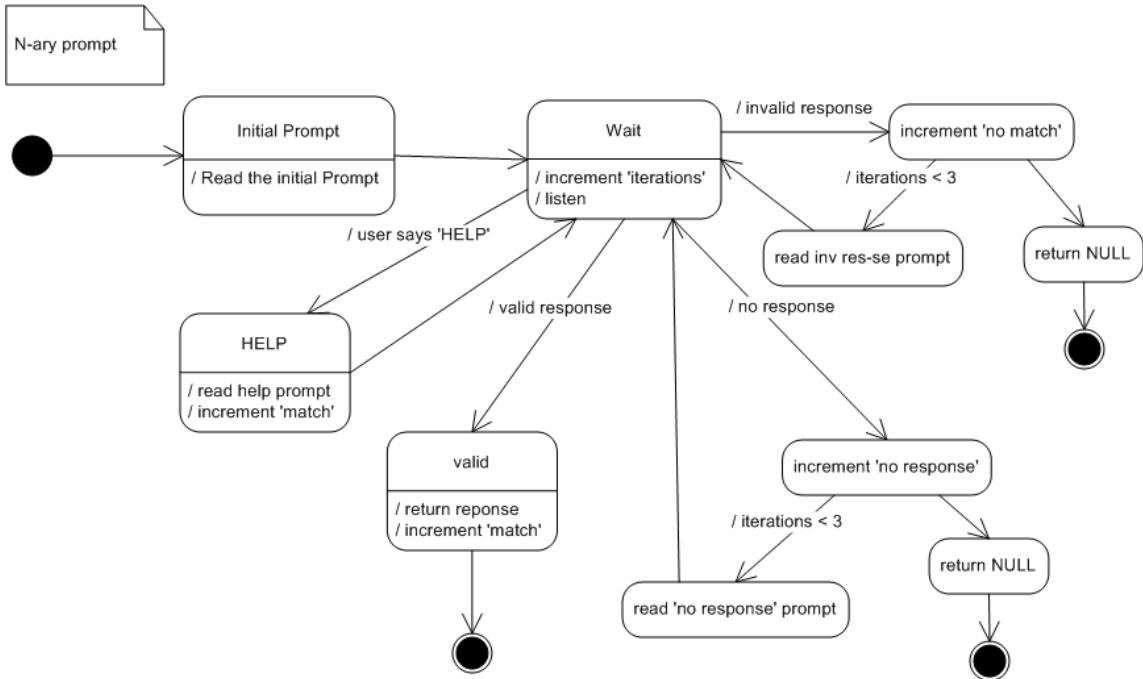 N-ary prompt
Initial Prompt
/ Read the initial Prompt
Wait
/ increment 'iterations'
/ listen
/ invalid response
increment 'no match'
/ iterations < 3
read inv res-se prompt
return NULL
/ user says 'HELP'
HELP
/ read help prompt
/ increment 'match'
/ valid response
valid
/ return reponse
/ increment 'match'
/ no response
increment 'no response'
/ iterations < 3
read 'no response' prompt
return NULL